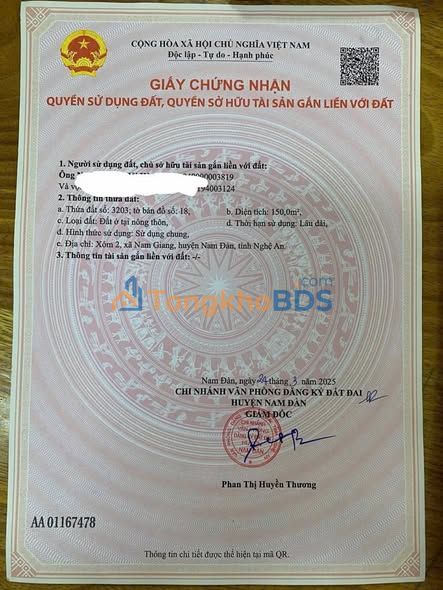 CỘNG HÒA XÃ HỘI CHỦ NGHĨA VIỆT NAM
Độc lập - Tự do - Hạnh phúc
GIẤY CHỨNG NHẬN
QUYỀN SỬ DỤNG ĐẤT, QUYỀN SỞ HỮU TÀI SẢN GẮN LIỀN VỚI ĐẤT
1. Người sử dụng đất, chủ sở hữu tài sản gắn liền với đất:
Ông
Và vợ
2. Thông tin thửa đất:
a. Thửa đất số: 3203; tờ bản đồ số: 18, b. Diện tích: 150,0m²,
c. Loại đất: Đất ở tại nông thôn, d. Thời hạn sử dụng: Lâu dài,
đ. Hình thức sử dụng: Sử dụng chung,
e. Địa chỉ: Xóm 2, xã Nam Giang, huyện Nam Đàn, tỉnh Nghệ An.
3. Thông tin tài sản gắn liền với đất: -/-
TongkhoBDS.com
Nam Đàn, ngày 24 tháng 3 năm 2025
CHI NHÁNH VĂN PHÒNG ĐĂNG KÝ ĐẤT ĐAI
HUYỆN NAM ĐÀN
GIÁM ĐỐC
Phan Thị Huyền Thương
AA 01167478
Thông tin chi tiết được thể hiện tại mã QR.